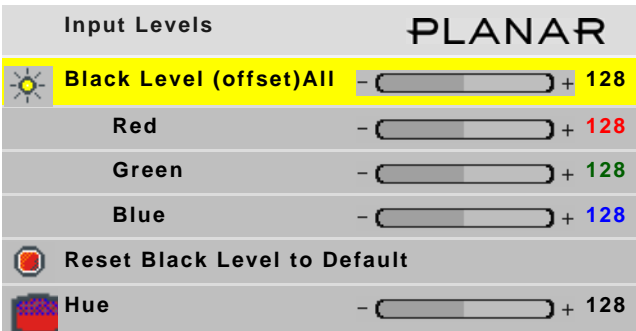 Input Levels PLANAR
Black Level (offset)All - + 128
Red - + 128
Green - + 128
Blue - + 128
Reset Black Level to Default
Hue - + 128